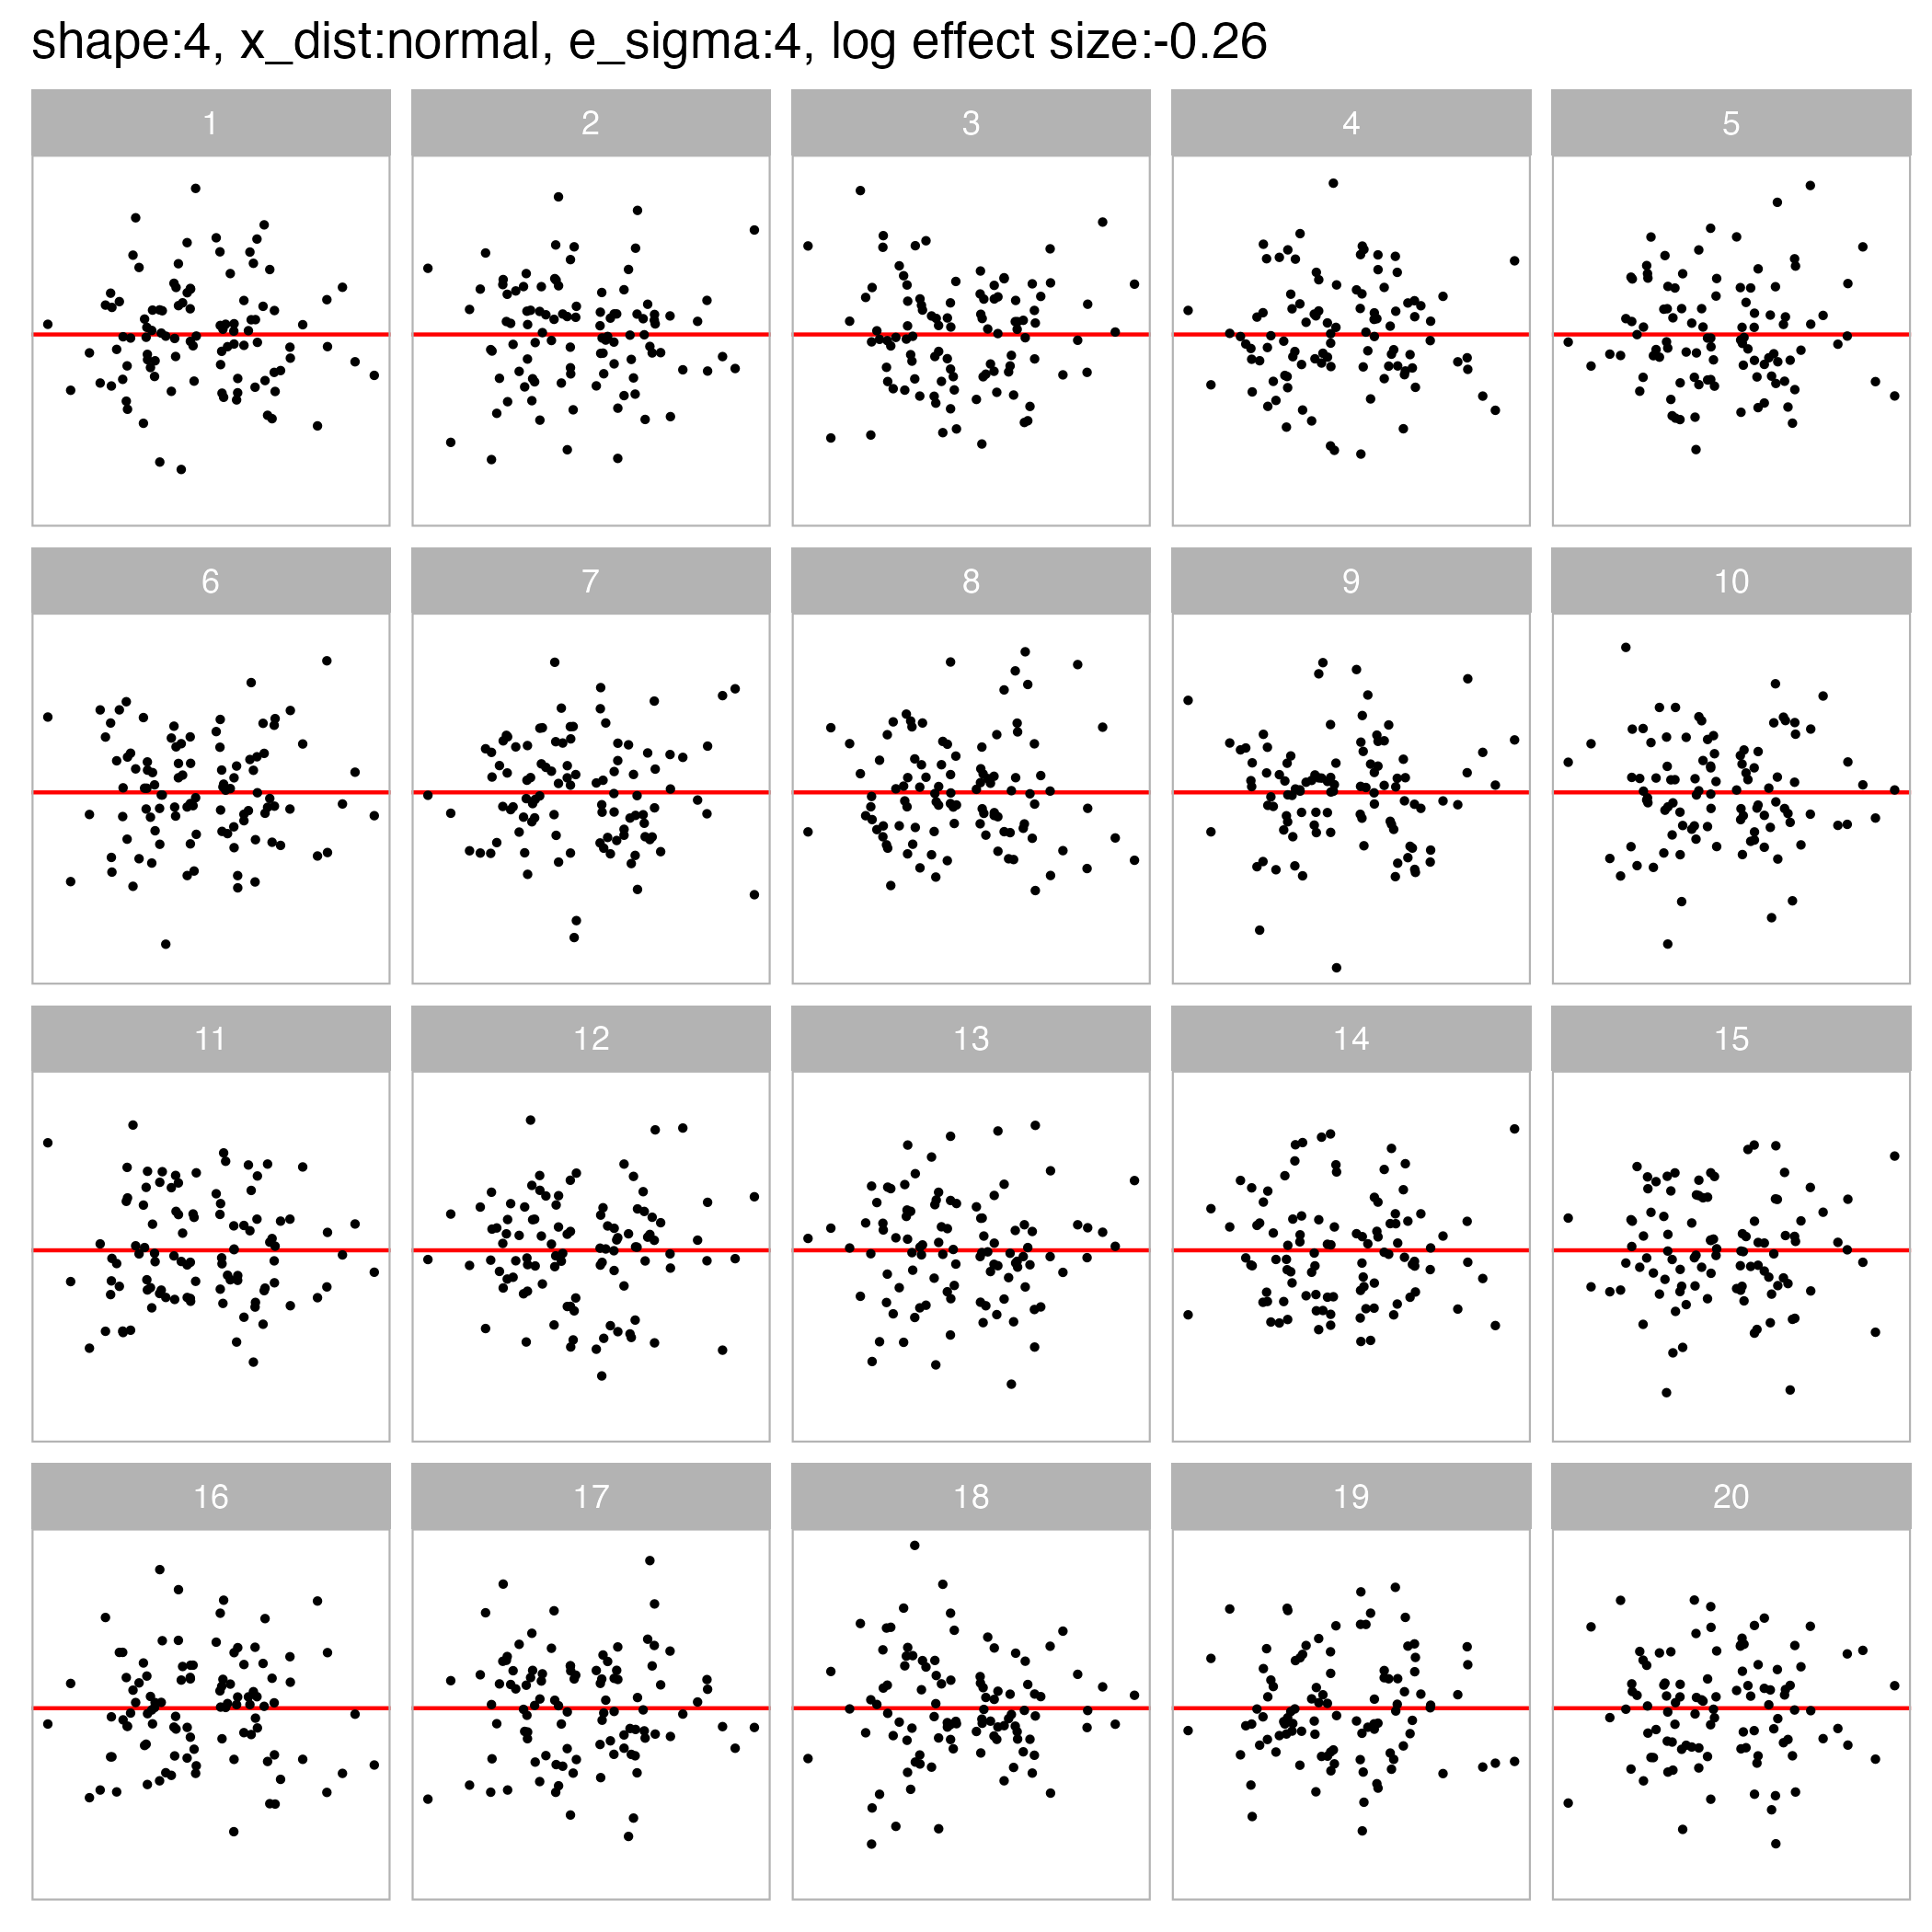 shape:4, x_dist:normal, e_sigma:4, log effect size:-0.26
1 2 3 4 5
6 7 8 9 10
11 12 13 14 15
16 17 18 19 20